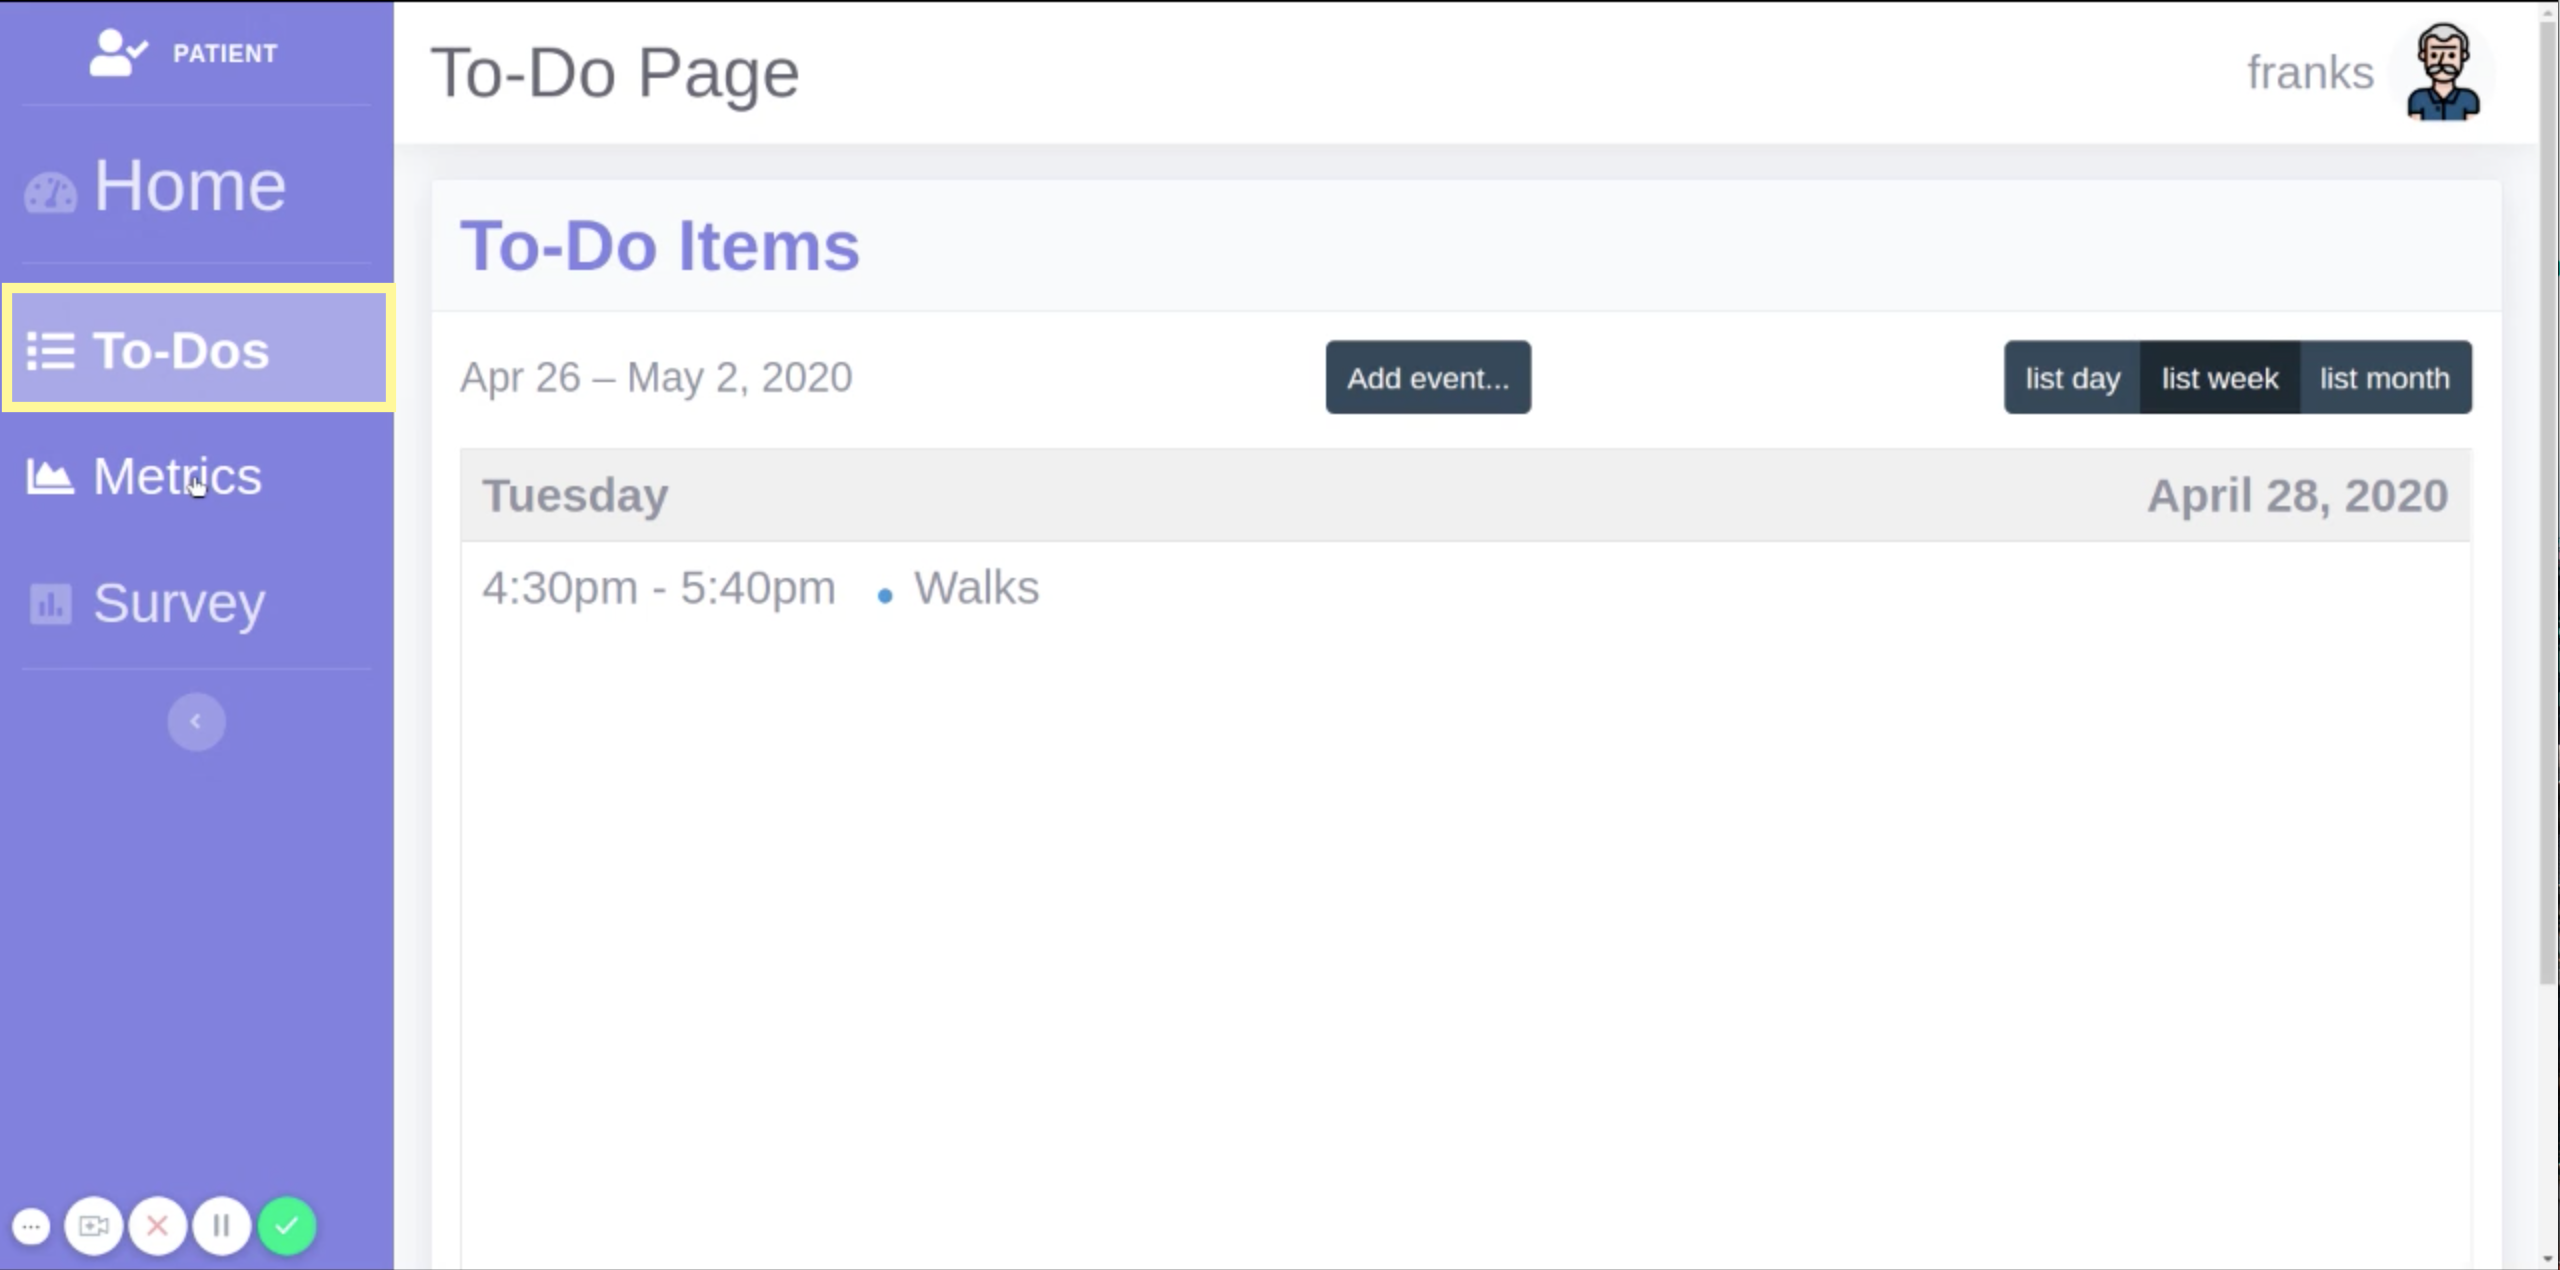 PATIENT
Home
To-Dos
Metrics
Survey
To-Do Page
franks
To-Do Items
Apr 26 – May 2, 2020
Add event...
list day
list week
list month
Tuesday
April 28, 2020
4:30pm - 5:40pm
Walks